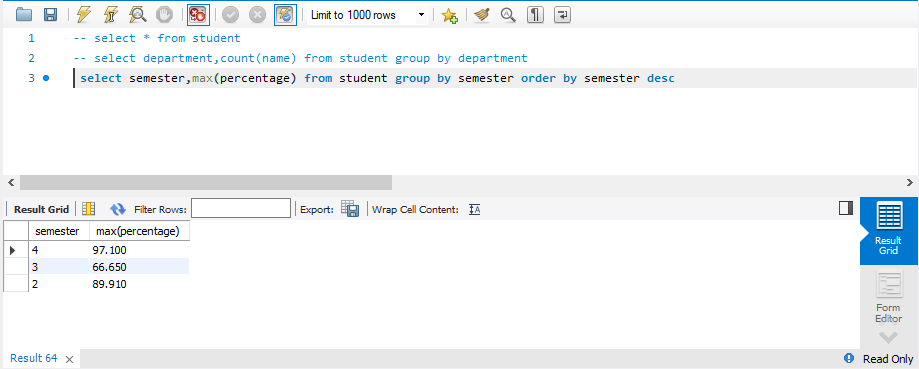 Limit to 1000 rows
1 -- select * from student
2 -- select department,count(name) from student group by department
3 select semester,max(percentage) from student group by semester order by semester desc
Result Grid Filter Rows: Export: Wrap Cell Content:
semester max(percentage)
4 97.100
3 66.650
2 89.910
Result
Grid
Form
Editor
Result 64 Read Only